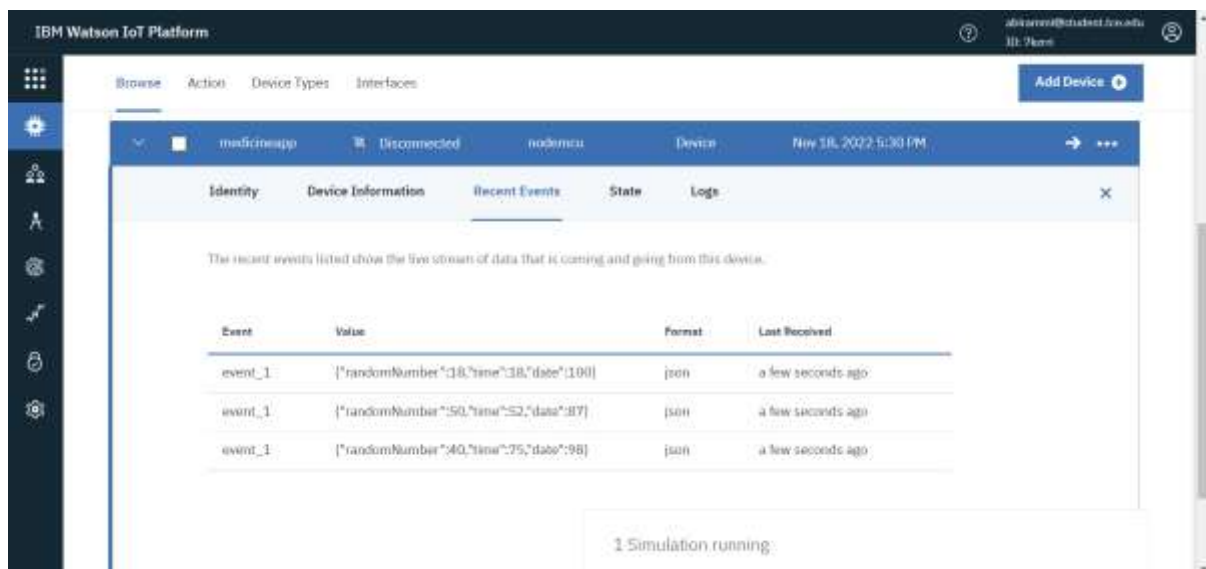 IBM Watson IoT Platform
ID:
Browse Action Device Types Interfaces Add Device
medicineapp Disconnected nodemcu Device Nov 18, 2022 5:30 PM
Identity Device Information Recent Events State Logs
The recent events listed show the live stream of data that is coming and going from this device.
Event Value Format Last Received
event_1 {"randomNumber":18,"time":18,"date":100} json a few seconds ago
event_1 {"randomNumber":50,"time":52,"date":87} json a few seconds ago
event_1 {"randomNumber":40,"time":75,"date":98} json a few seconds ago
1 Simulation running